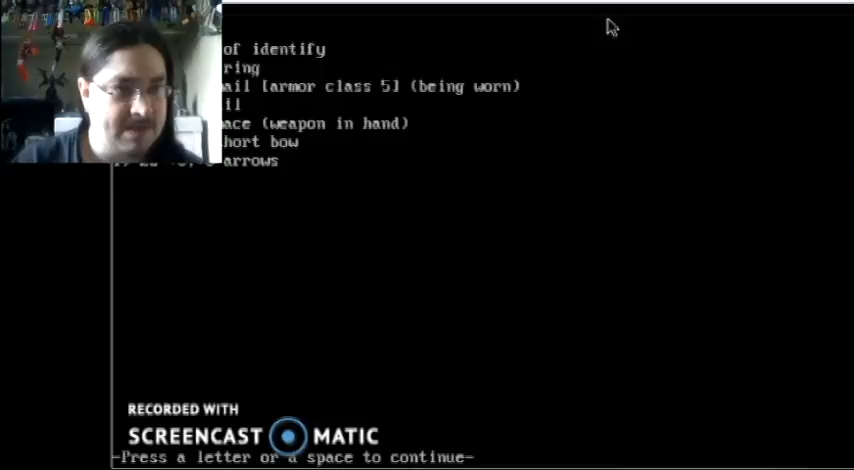 of identify
ring
ail [armor class 5] (being worn)
il
ace (weapon in hand)
hort bow
arrows
RECORDED WITH
SCREENCAST MATIC
-Press a letter or a space to continue-